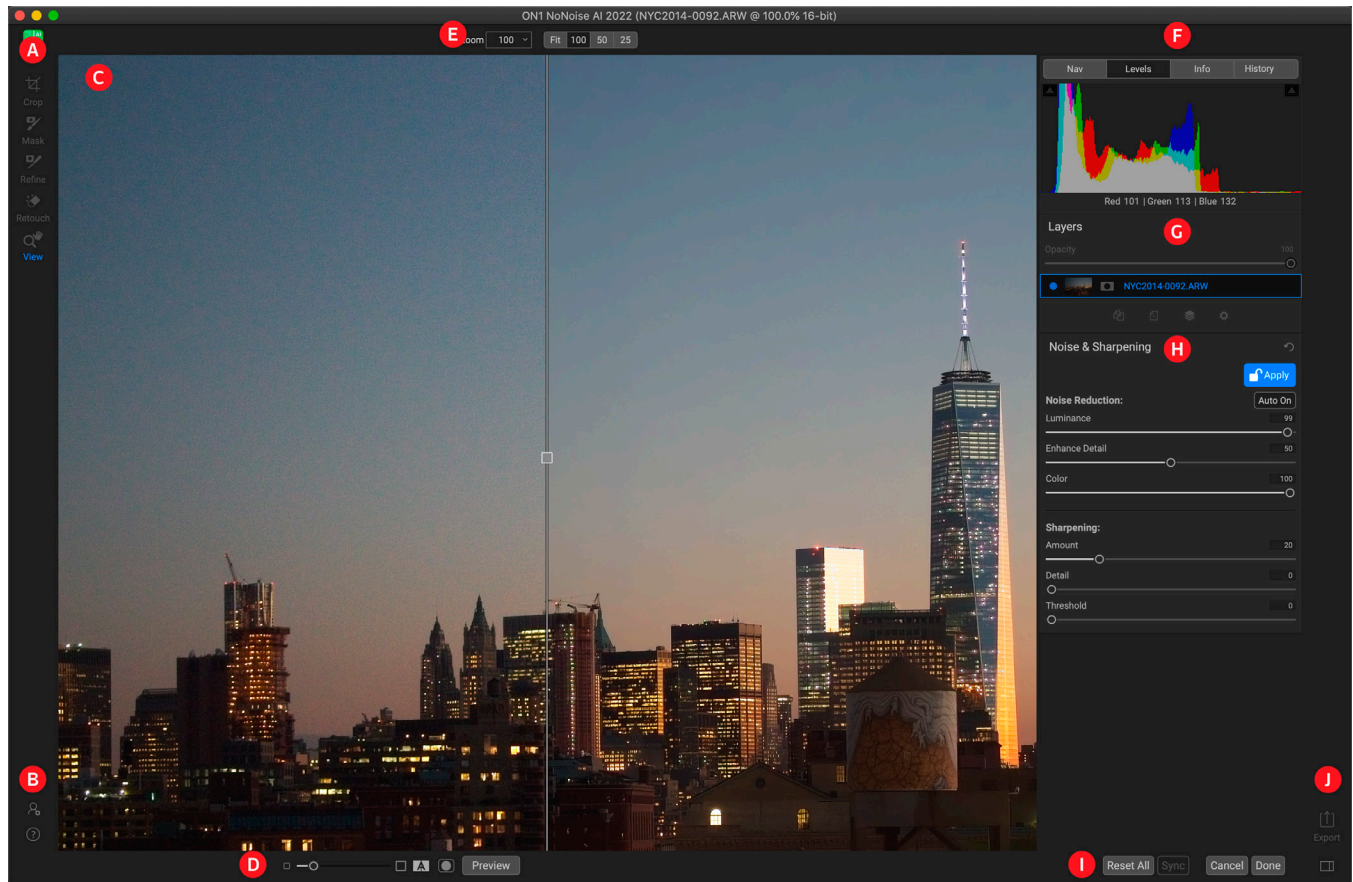 ON1 NoNoise AI 2022 (NYC2014-0092.ARW @ 100.0% 16-bit)
A
E
100
Fit 100 50 25
F
C
Nav Levels Info History
Crop
Mask
Refine
Retouch
View
Red 101 | Green 113 | Blue 132
Layers
G
Opacity 100
NYC2014-0092.ARW
Noise & Sharpening
H
Apply
Noise Reduction: Auto On
Luminance 99
Enhance Detail 50
Color 100
Sharpening:
Amount 20
Detail 0
Threshold 0
B
?
J
Export
D
A
Preview
I
Reset All Sync Cancel Done